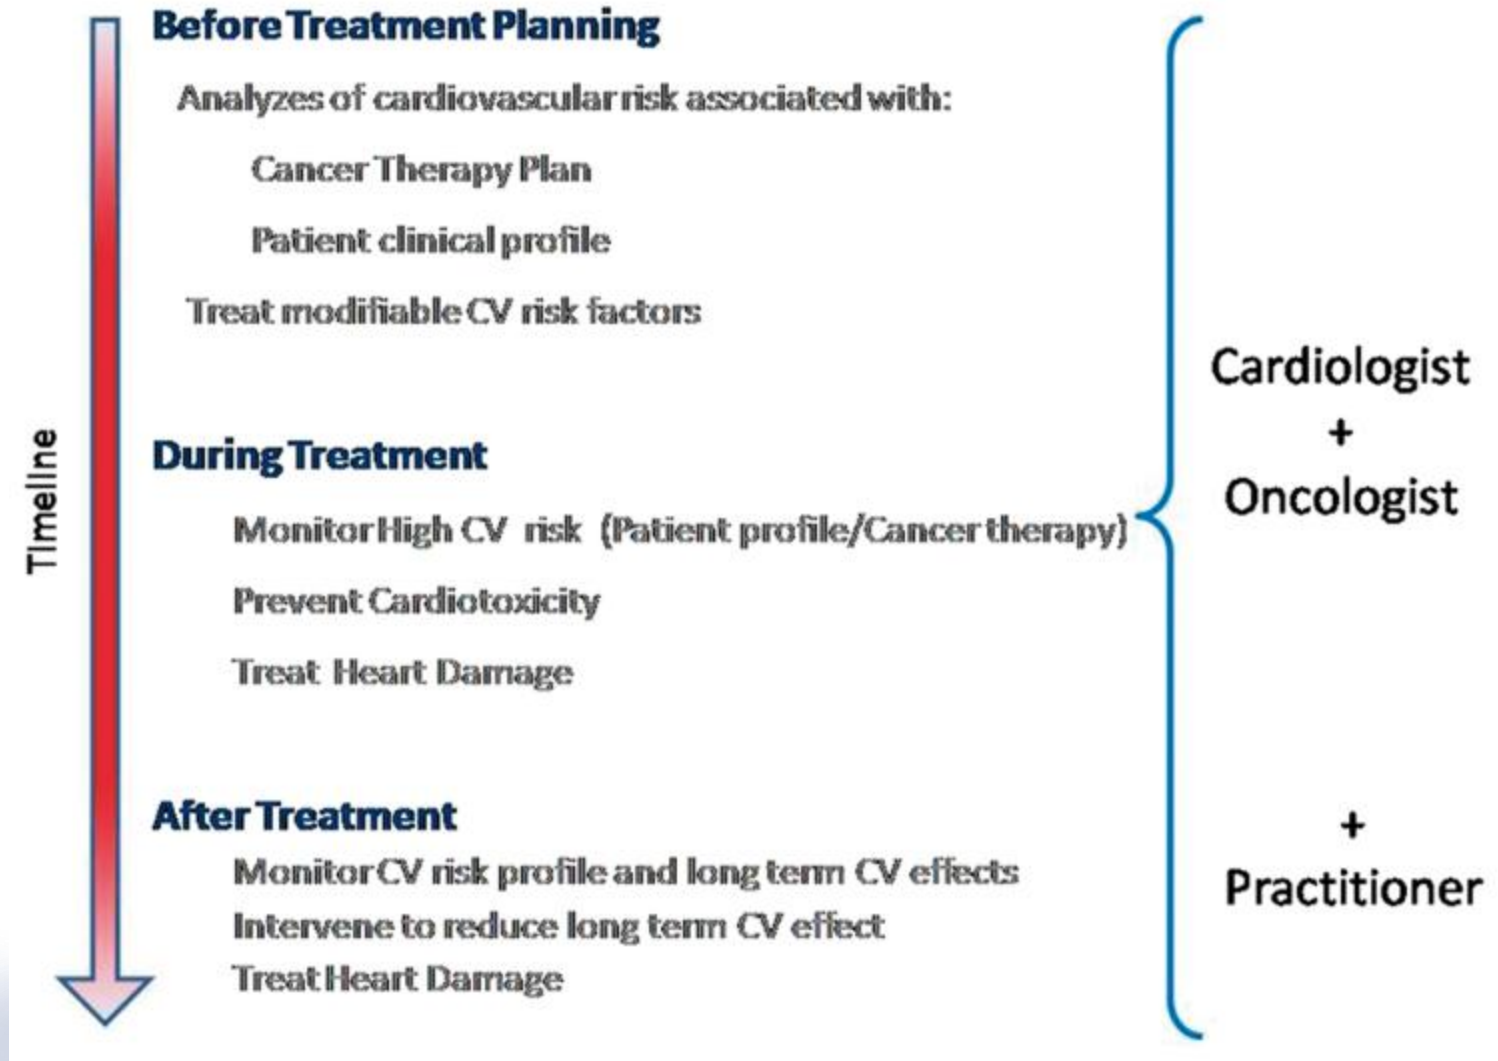 Before Treatment Planning
Analyzes of cardiovascular risk associated with:
Cancer Therapy Plan
Patient clinical profile
Treat modifiable CV risk factors
During Treatment
Monitor High CV risk (Patient profile/Cancer therapy)
Prevent Cardiotoxicity
Treat Heart Damage
After Treatment
Monitor CV risk profile and long term CV effects
Intervene to reduce long term CV effect
Treat Heart Damage
Timeline
Cardiologist
+
Oncologist
+
Practitioner